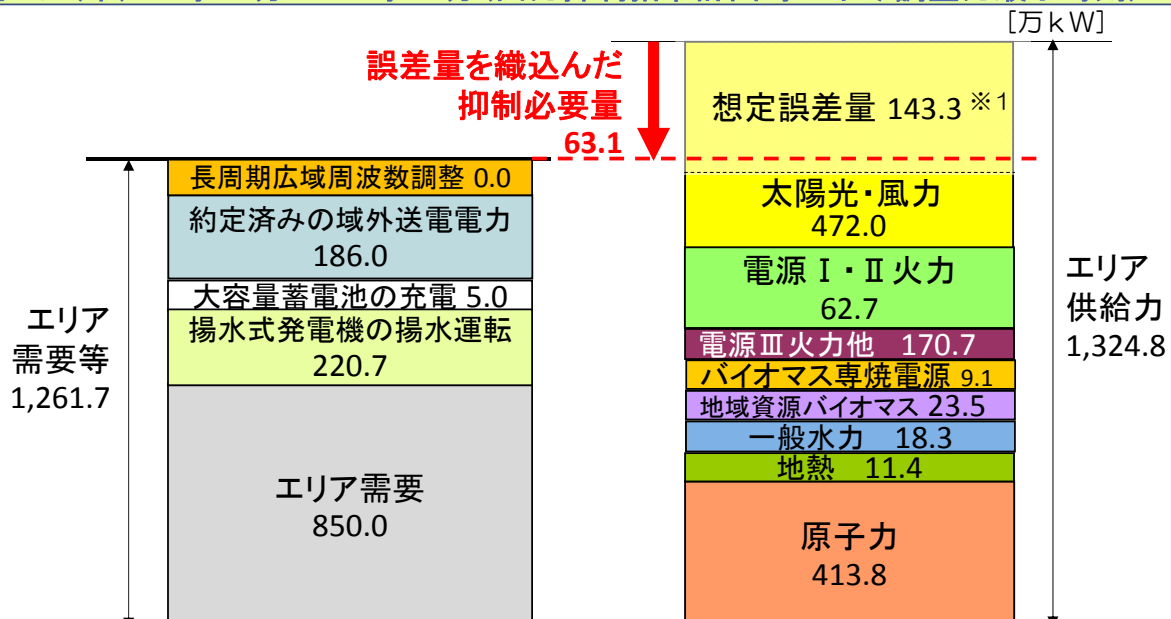 [万kW]
誤差量を織込んだ
抑制必要量
63.1
想定誤差量 143.3 ※1
長周期広域周波数調整 0.0
約定済みの域外送電電力
186.0
大容量蓄電池の充電 5.0
揚水式発電機の揚水運転
220.7
エリア需要
850.0
エリア
需要等
1,261.7
太陽光・風力
472.0
電源Ⅰ・Ⅱ火力
62.7
電源Ⅲ火力他 170.7
バイオマス専焼電源 9.1
地域資源バイオマス 23.5
一般水力 18.3
地熱 11.4
原子力
413.8
エリア
供給力
1,324.8